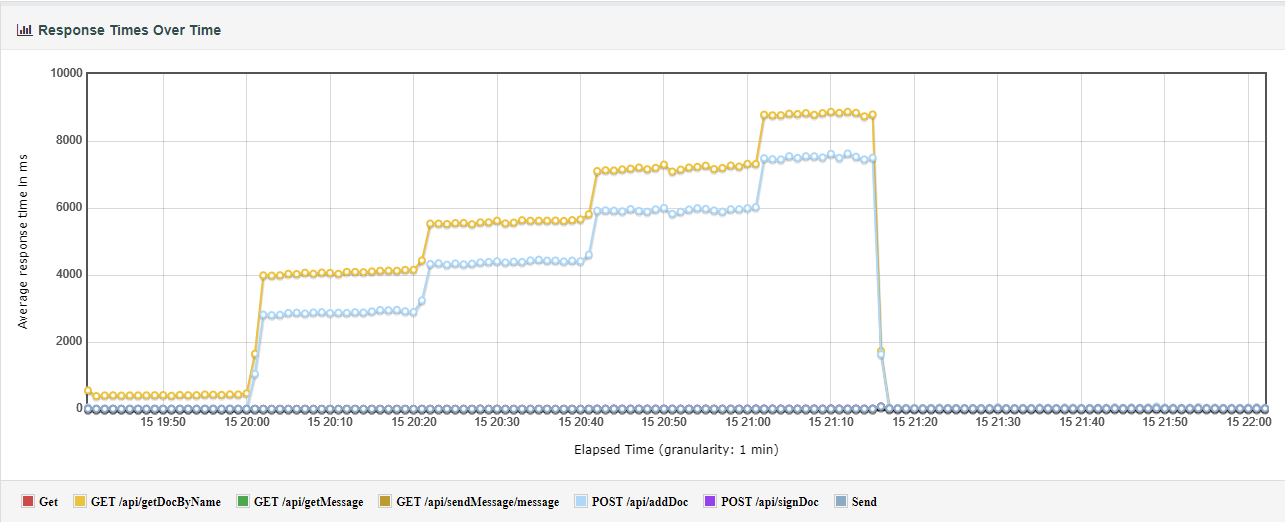 Response Times Over Time
10000
8000
6000
4000
2000
0
Average response time in ms
15 19:50 15 20:00 15 20:10 15 20:20 15 20:30 15 20:40 15 20:50 15 21:00 15 21:10 15 21:20 15 21:30 15 21:40 15 21:50 15 22:00
Elapsed Time (granularity: 1 min)
Get GET /api/getDocByName GET /api/getMessage GET /api/sendMessage/message POST /api/addDoc POST /api/signDoc Send